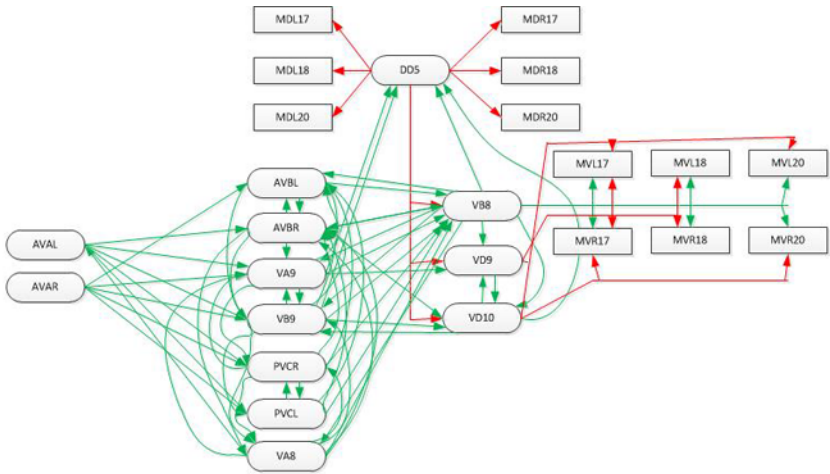 MDL17
MDR17
MDL18
DD5
MDR18
MDL20
MDR20
MVL17
MVL18
MVL20
AVBL
VB8
AVBR
AVAL
MVR17
MVR18
MVR20
VD9
VA9
AVAR
VB9
VD10
PVCR
PVCL
VA8